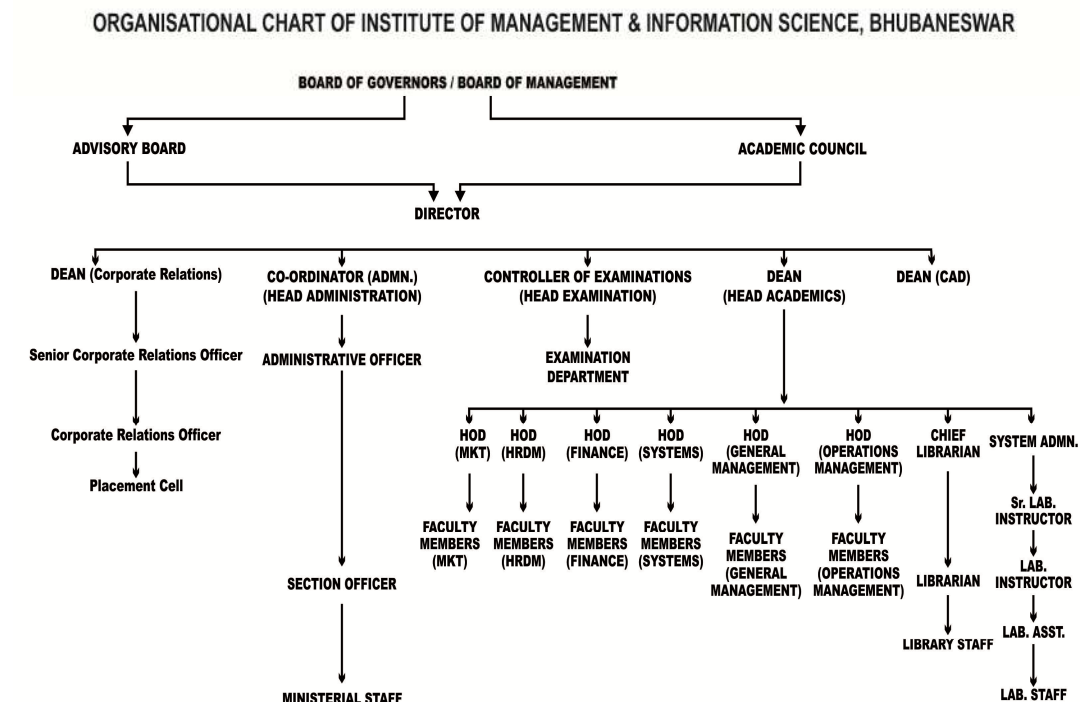 ORGANISATIONAL CHART OF INSTITUTE OF MANAGEMENT & INFORMATION SCIENCE, BHUBANESWAR
BOARD OF GOVERNORS / BOARD OF MANAGEMENT
ADVISORY BOARD
ACADEMIC COUNCIL
DIRECTOR
DEAN (Corporate Relations)
CO-ORDINATOR (ADMN.)
(HEAD ADMINISTRATION)
CONTROLLER OF EXAMINATIONS
(HEAD EXAMINATION)
DEAN
(HEAD ACADEMICS)
DEAN (CAD)
Senior Corporate Relations Officer
ADMINISTRATIVE OFFICER
EXAMINATION
DEPARTMENT
Corporate Relations Officer
Placement Cell
HOD
(MKT)
HOD
(HRDM)
HOD
(FINANCE)
HOD
(SYSTEMS)
HOD
(GENERAL
MANAGEMENT)
HOD
(OPERATIONS
MANAGEMENT)
CHIEF
LIBRARIAN
SYSTEM ADMN.
FACULTY
MEMBERS
(MKT)
FACULTY
MEMBERS
(HRDM)
FACULTY
MEMBERS
(FINANCE)
FACULTY
MEMBERS
(SYSTEMS)
FACULTY
MEMBERS
(GENERAL
MANAGEMENT)
FACULTY
MEMBERS
(OPERATIONS
MANAGEMENT)
Sr. LAB.
INSTRUCTOR
SECTION OFFICER
LIBRARIAN
LAB.
INSTRUCTOR
LIBRARY STAFF
LAB. ASST.
MINISTERIAL STAFF
LAB. STAFF